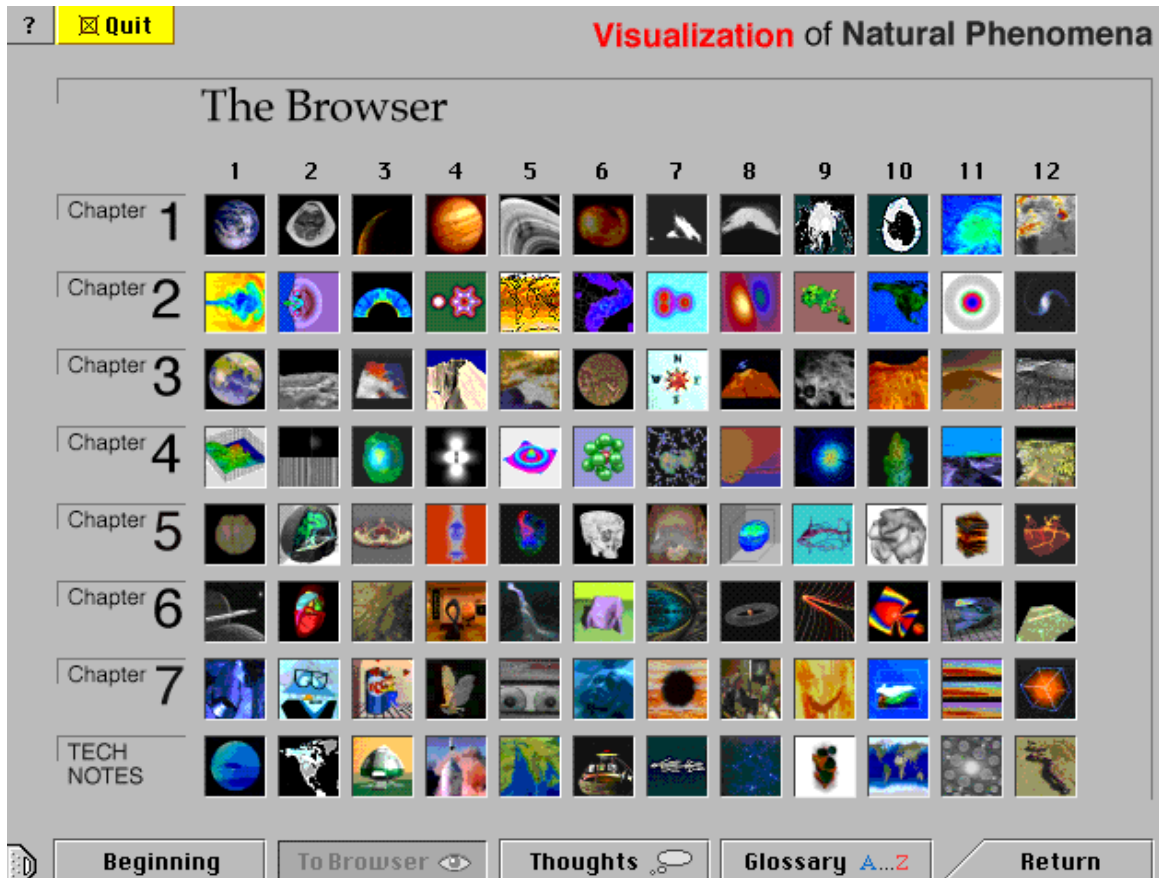 ? Quit
Visualization of Natural Phenomena
The Browser
1 2 3 4 5 6 7 8 9 10 11 12
Chapter 1
Chapter 2
Chapter 3
N
W E
S
Chapter 4
Chapter 5
Chapter 6
Chapter 7
TECH
NOTES
Beginning To Browser Thoughts Glossary A...Z Return